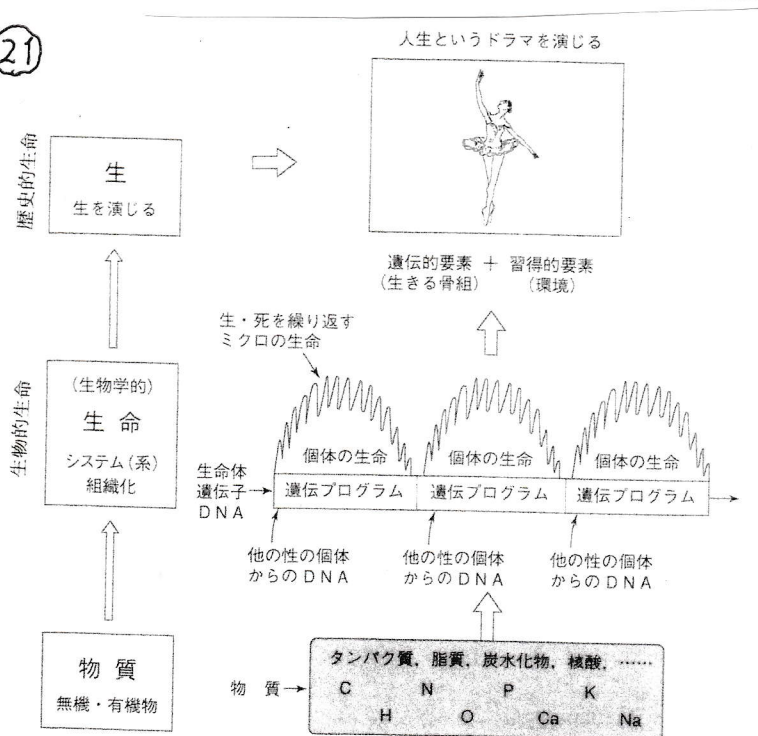 21
人生というドラマを演じる
歴史的生命
生
生を演じる
遺伝的要素 + 習得的要素
(生きる骨組) (環境)
生・死を繰り返す
ミクロの生命
生物的生命
(生物学的)
生命
システム(系)
組織化
個体の生命 個体の生命 個体の生命
生命体
遺伝子
DNA
遺伝プログラム 遺伝プログラム 遺伝プログラム
他の性の個体 他の性の個体 他の性の個体
からのDNA からのDNA からのDNA
物質
無機・有機物
物質
タンパク質,脂質,炭水化物,核酸,……
C N P K
H O Ca Na